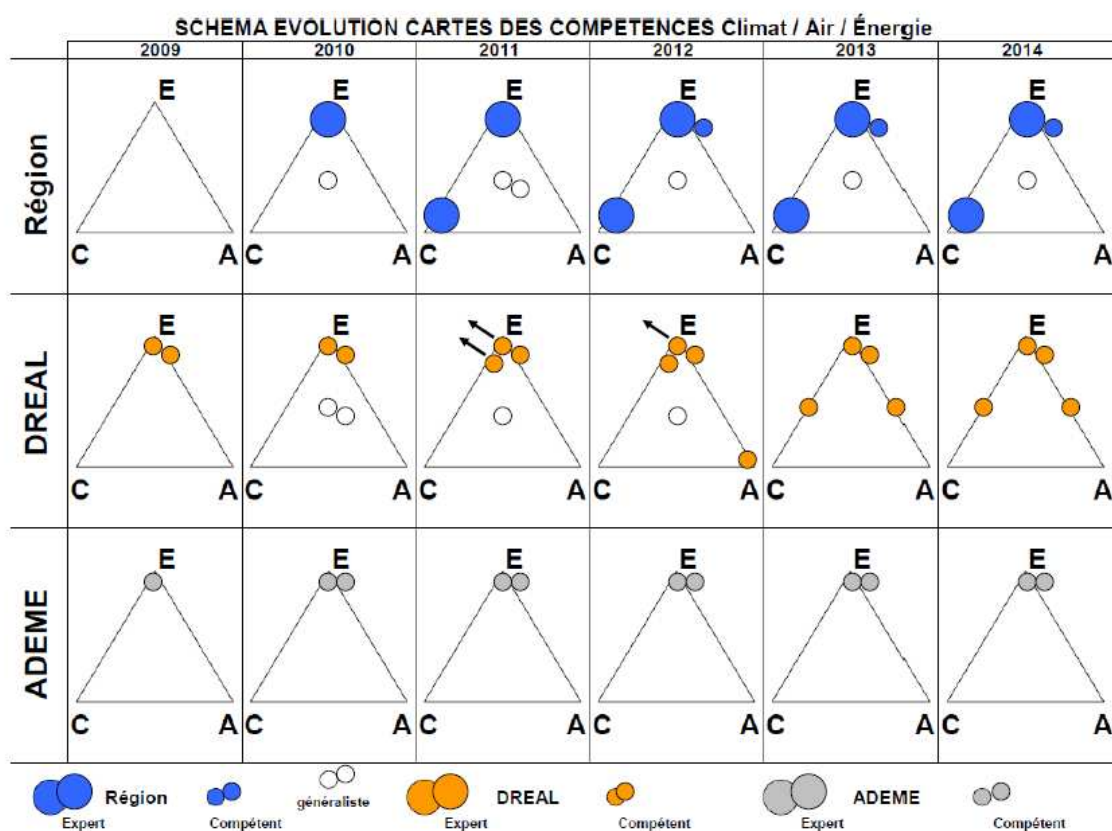 SCHEMA EVOLUTION CARTES DES COMPETENCES Climat / Air / Énergie
2009 2010 2011 2012 2013 2014
Région
E E E E E E
C A C A C A C A C A C A
DREAL
E E E E E E
C A C A C A C A C A C A
ADEME
E E E E E E
C A C A C A C A C A C A
Région généraliste DREAL ADEME
Expert Compétent Expert Compétent Expert Compétent